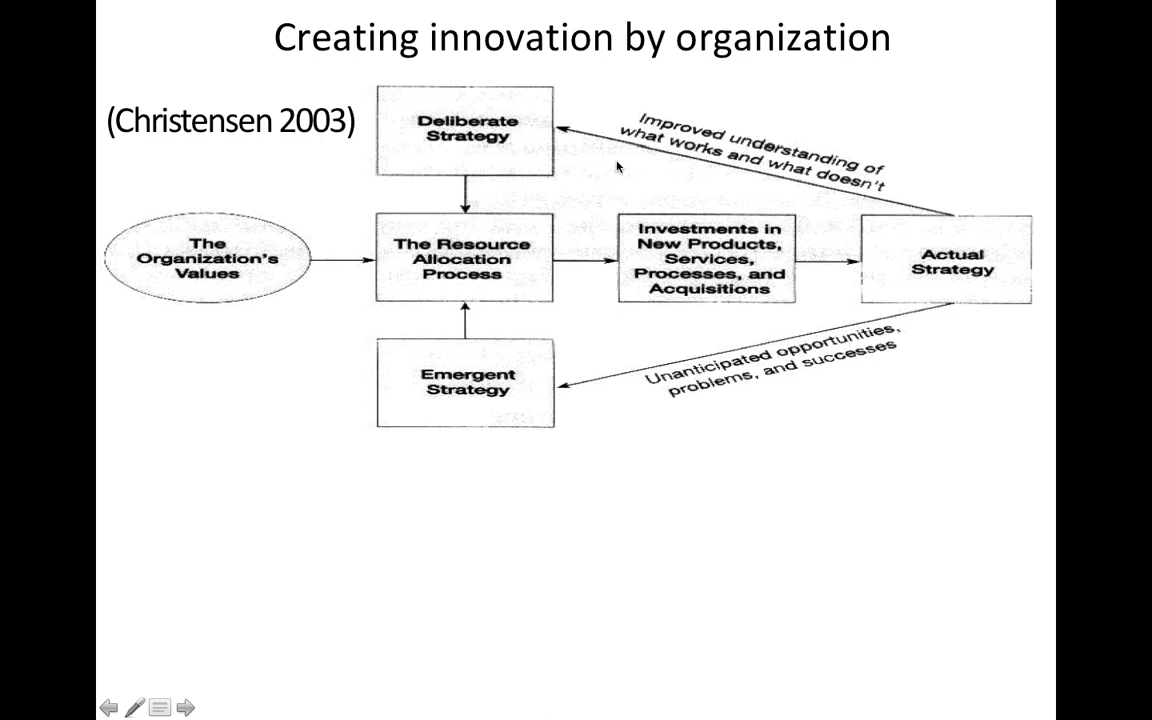 Creating innovation by organization
(Christensen 2003)
Deliberate
Strategy
Improved understanding of
what works and what doesn't
The
Organization's
Values
The Resource
Allocation
Process
Investments in
New Products,
Services,
Processes, and
Acquisitions
Actual
Strategy
Emergent
Strategy
Unanticipated opportunities,
problems, and successes